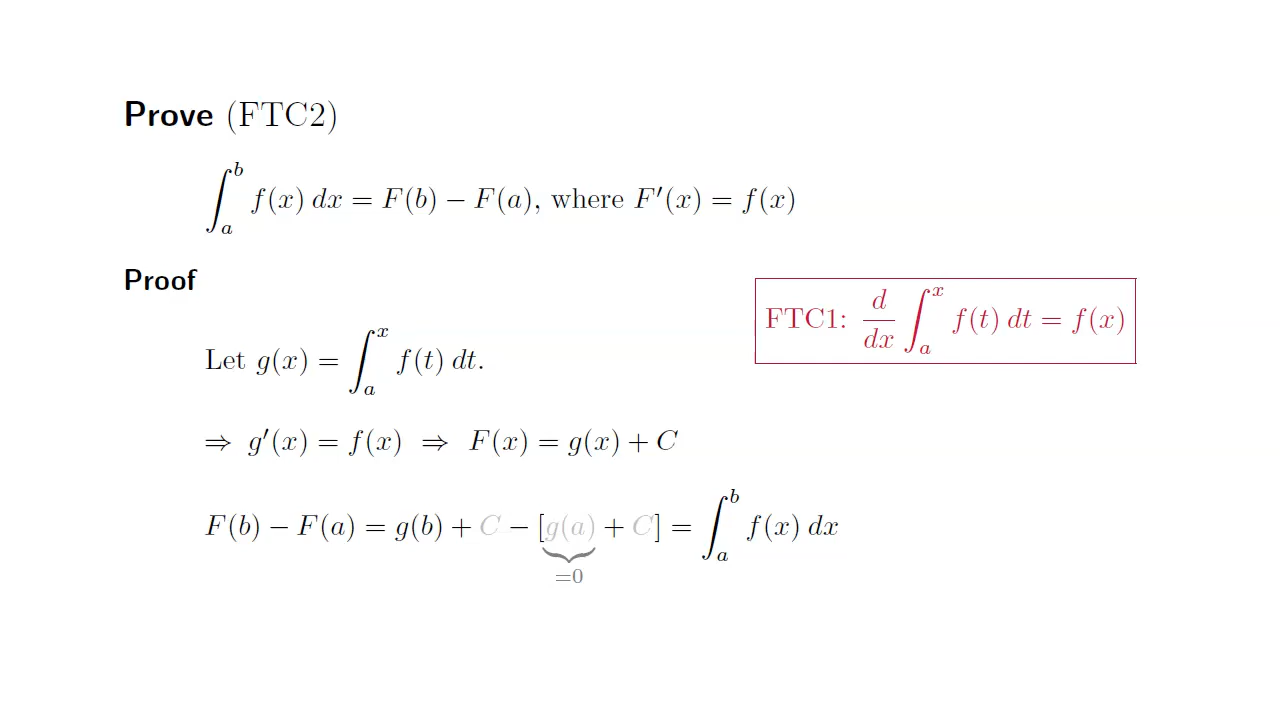 Prove (FTC2)
∫_a^b f(x) dx = F(b) − F(a), where F′(x) = f(x)
Proof
FTC1: d/dx ∫_a^x f(t) dt = f(x)
Let g(x) = ∫_a^x f(t) dt.
⇒ g′(x) = f(x) ⇒ F(x) = g(x) + C
F(b) − F(a) = g(b) + C − [g(a) + C] = ∫_a^b f(x) dx
=0